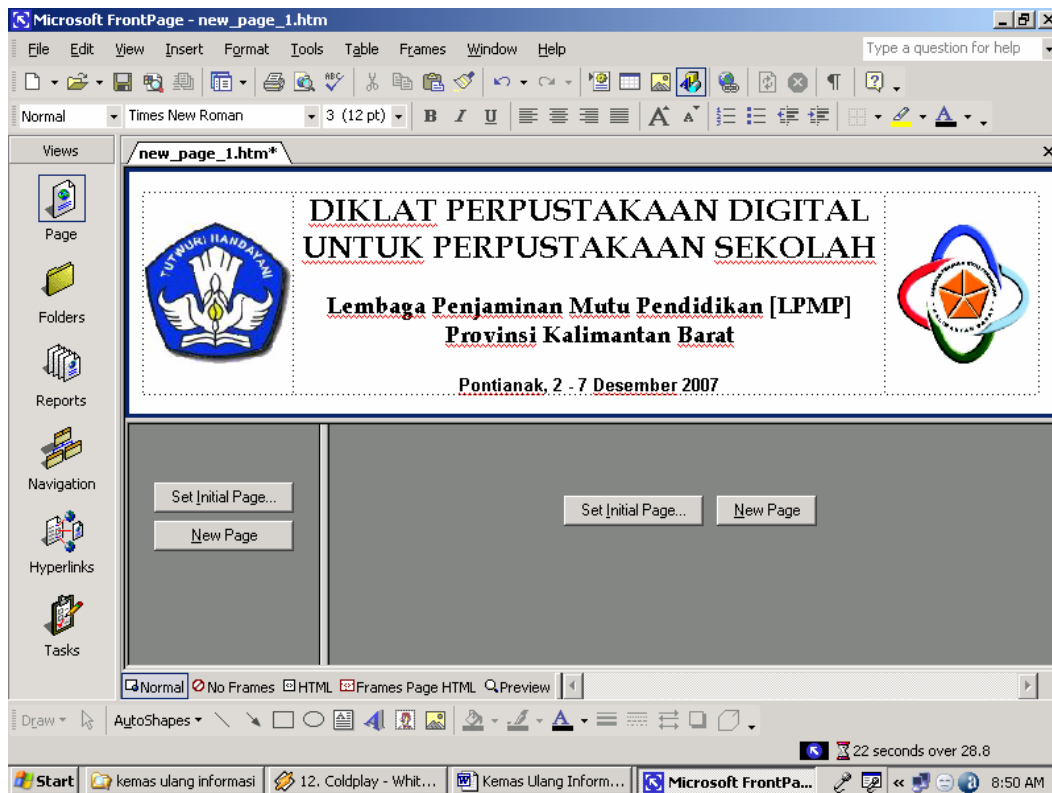 Microsoft FrontPage - new_page_1.htm
File Edit View Insert Format Tools Table Frames Window Help Type a question for help
Normal Times New Roman 3 (12 pt) B I U
Views new_page_1.htm*
Page
Folders
Reports
Navigation
Hyperlinks
Tasks
TUT WURI HANDAYANI
DIKLAT PERPUSTAKAAN DIGITAL
UNTUK PERPUSTAKAAN SEKOLAH
Lembaga Penjaminan Mutu Pendidikan [LPMP]
Provinsi Kalimantan Barat
Pontianak, 2 - 7 Desember 2007
KALIMANTAN BARAT
Set Initial Page...
New Page
Set Initial Page... New Page
Normal No Frames HTML Frames Page HTML Preview
Draw AutoShapes
22 seconds over 28.8
Start kemas ulang informasi 12. Coldplay - Whit... Kemas Ulang Inform... Microsoft FrontPa... 8:50 AM